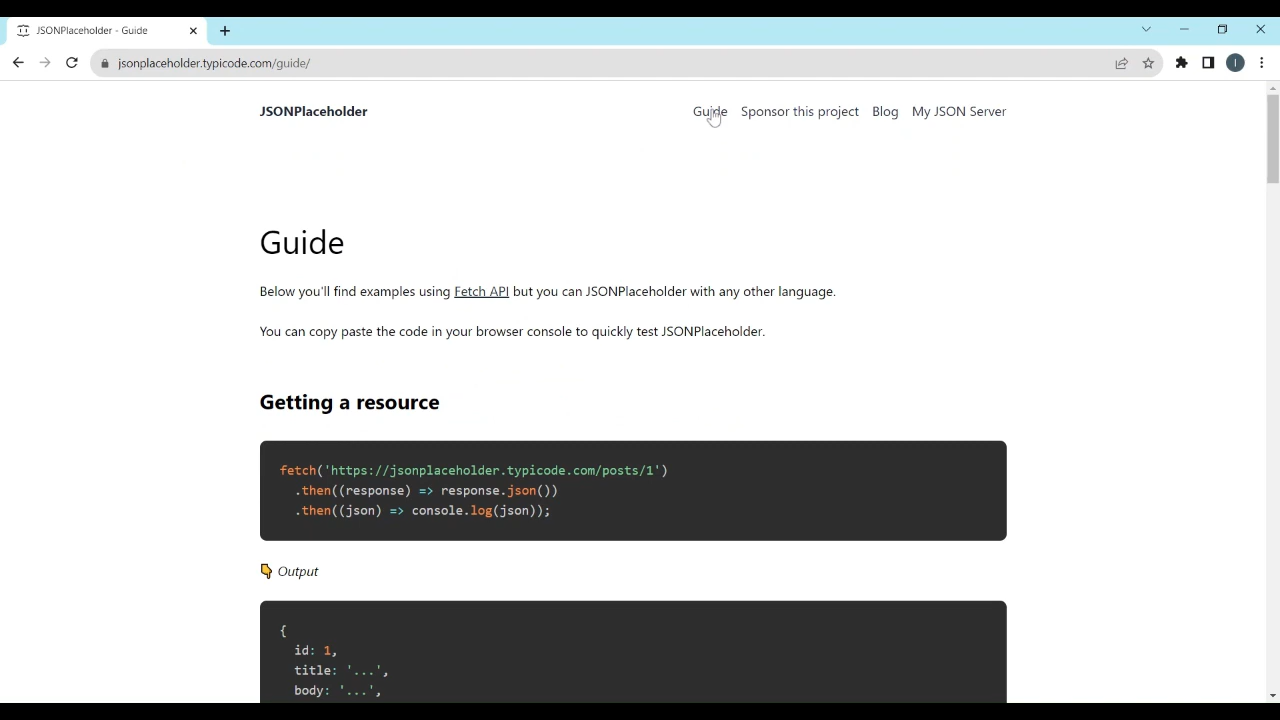 JSONPlaceholder - Guide
jsonplaceholder.typicode.com/guide/
I
JSONPlaceholder
Guide Sponsor this project Blog My JSON Server
Guide
Below you'll find examples using Fetch API but you can JSONPlaceholder with any other language.
You can copy paste the code in your browser console to quickly test JSONPlaceholder.
Getting a resource
fetch('https://jsonplaceholder.typicode.com/posts/1')
.then((response) => response.json())
.then((json) => console.log(json));
👇 Output
{
id: 1,
title: '...',
body: '...',